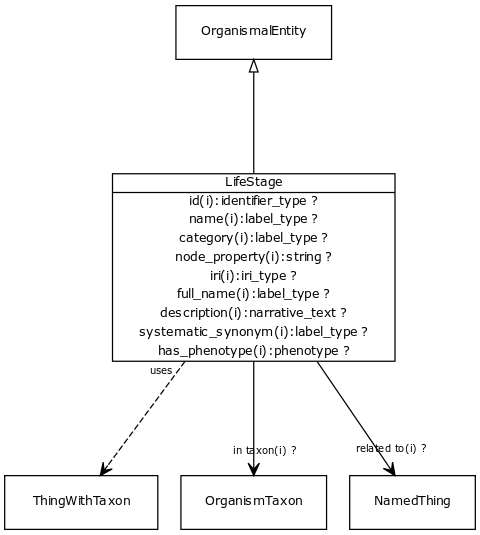 OrganismalEntity
LifeStage
id(i):identifier_type ?
name(i):label_type ?
category(i):label_type ?
node_property(i):string ?
iri(i):iri_type ?
full_name(i):label_type ?
description(i):narrative_text ?
systematic_synonym(i):label_type ?
has_phenotype(i):phenotype ?
uses
in taxon(i) ?
related to(i) ?
ThingWithTaxon
OrganismTaxon
NamedThing